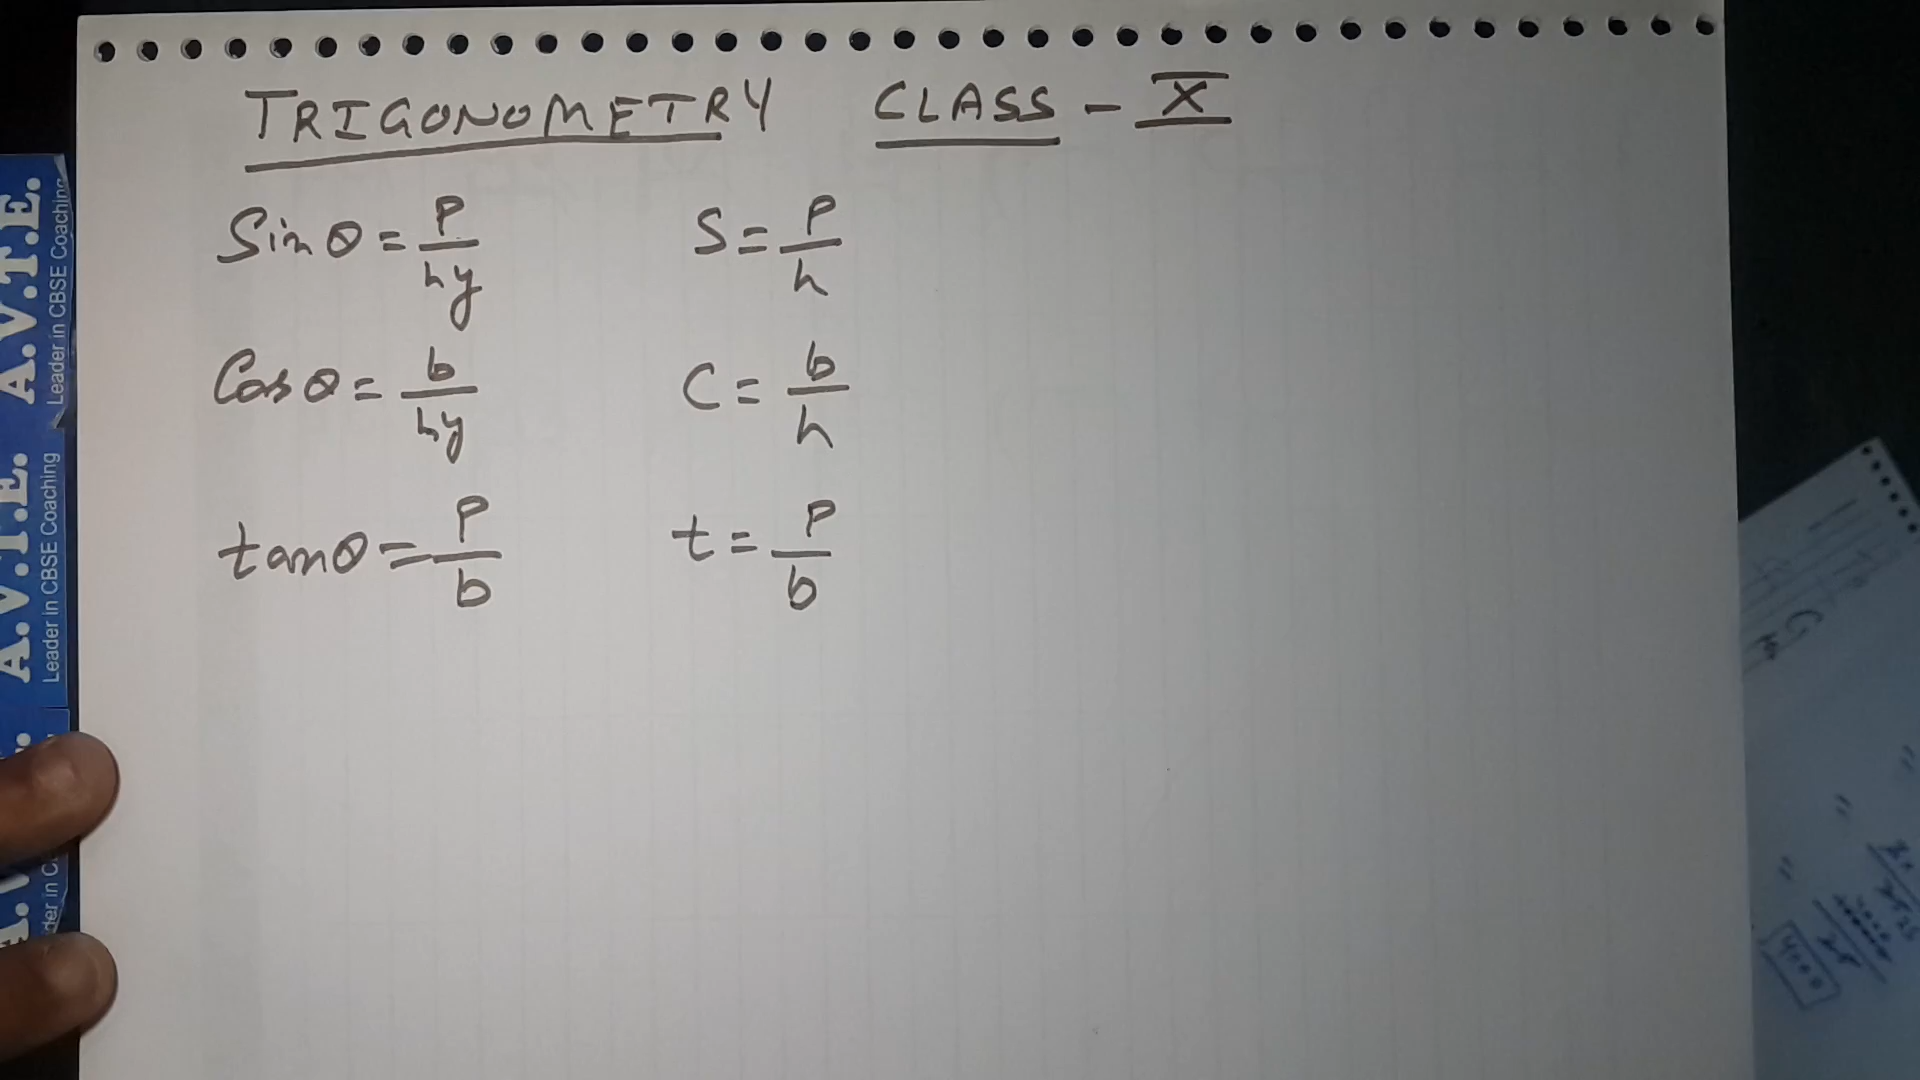 TRIGONOMETRY CLASS - X
Sin θ = P/hy S = P/h
Cos θ = b/hy C = b/h
tan θ = P/b t = P/b
A.V.T.E.
Leader in CBSE Coaching
A.V.T.E.
Leader in CBSE Coaching